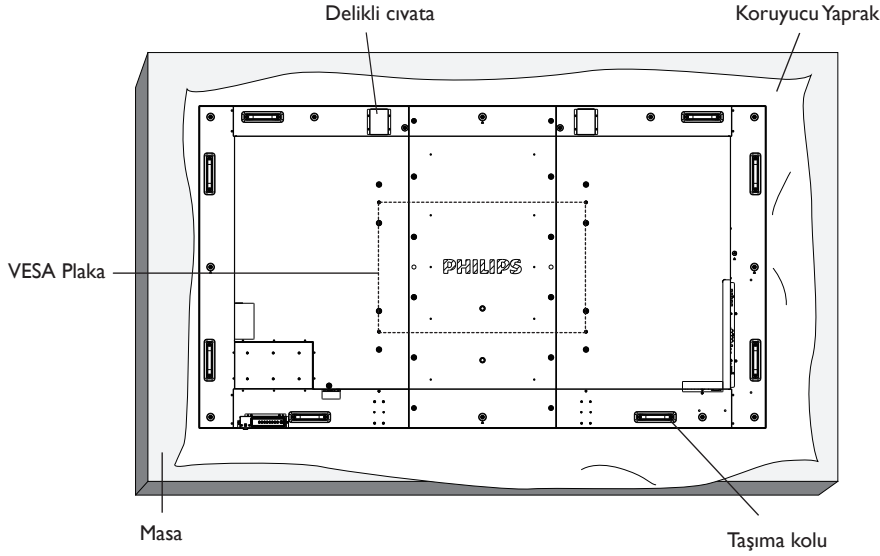 Delikli cıvata
Koruyucu Yaprak
VESA Plaka
PHILIPS
Masa
Taşıma kolu